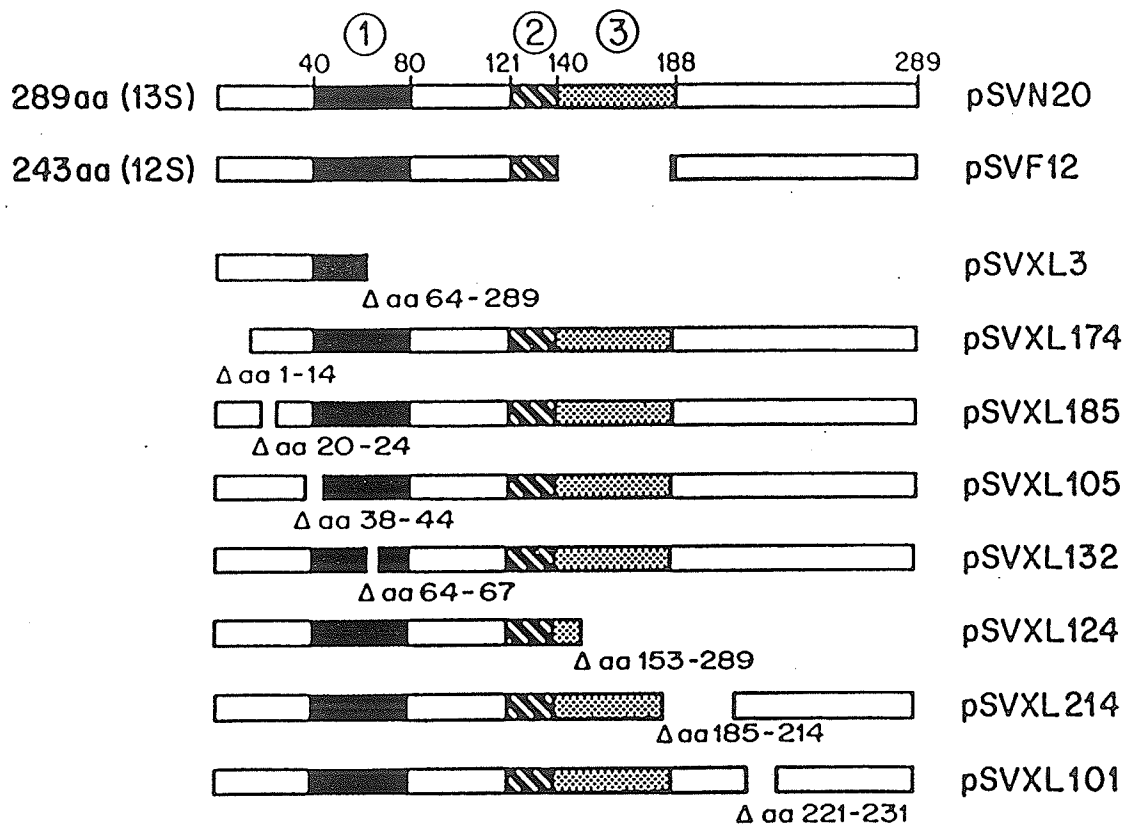 ① ② ③
40 80 121 140 188 289
289aa (13S) pSVN20
243aa (12S) pSVF12
pSVXL3
Δ aa 64-289
pSVXL174
Δ aa 1-14
pSVXL185
Δ aa 20-24
pSVXL105
Δ aa 38-44
pSVXL132
Δ aa 64-67
pSVXL124
Δ aa 153-289
pSVXL214
Δ aa 185-214
pSVXL101
Δ aa 221-231